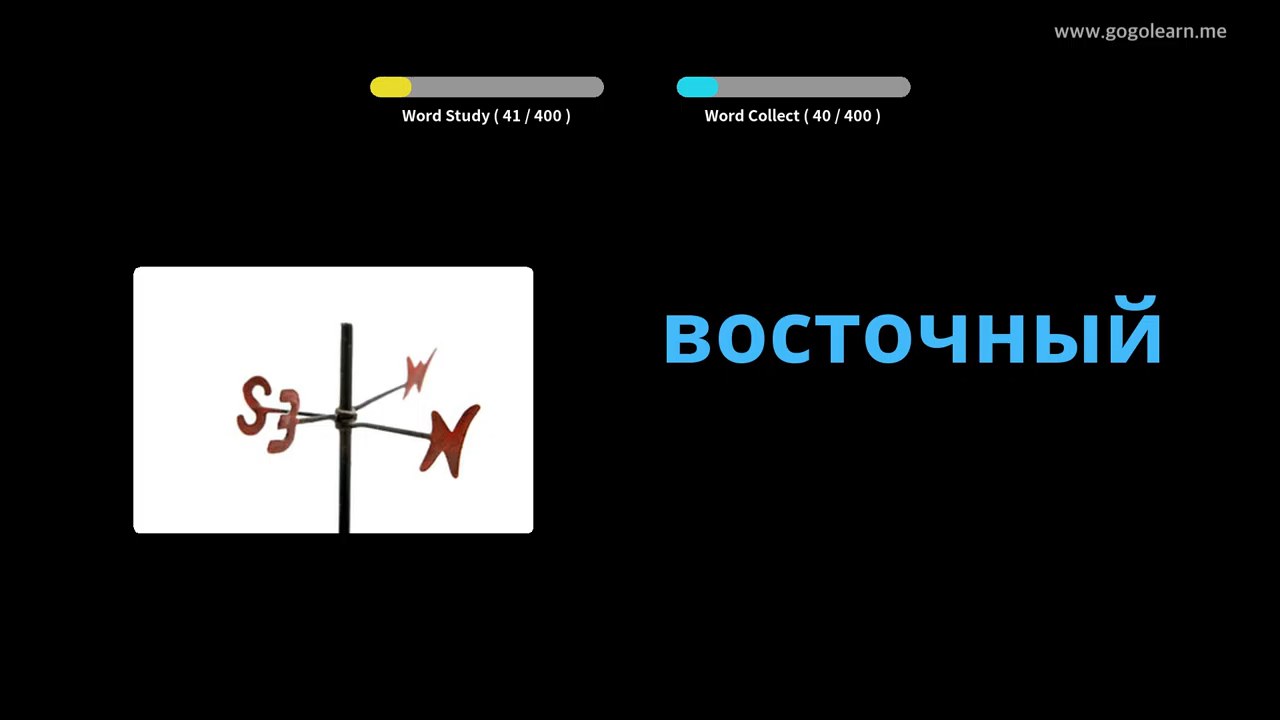 www.gogolearn.me
Word Study ( 41 / 400 )
Word Collect ( 40 / 400 )
восточный
S
E
N